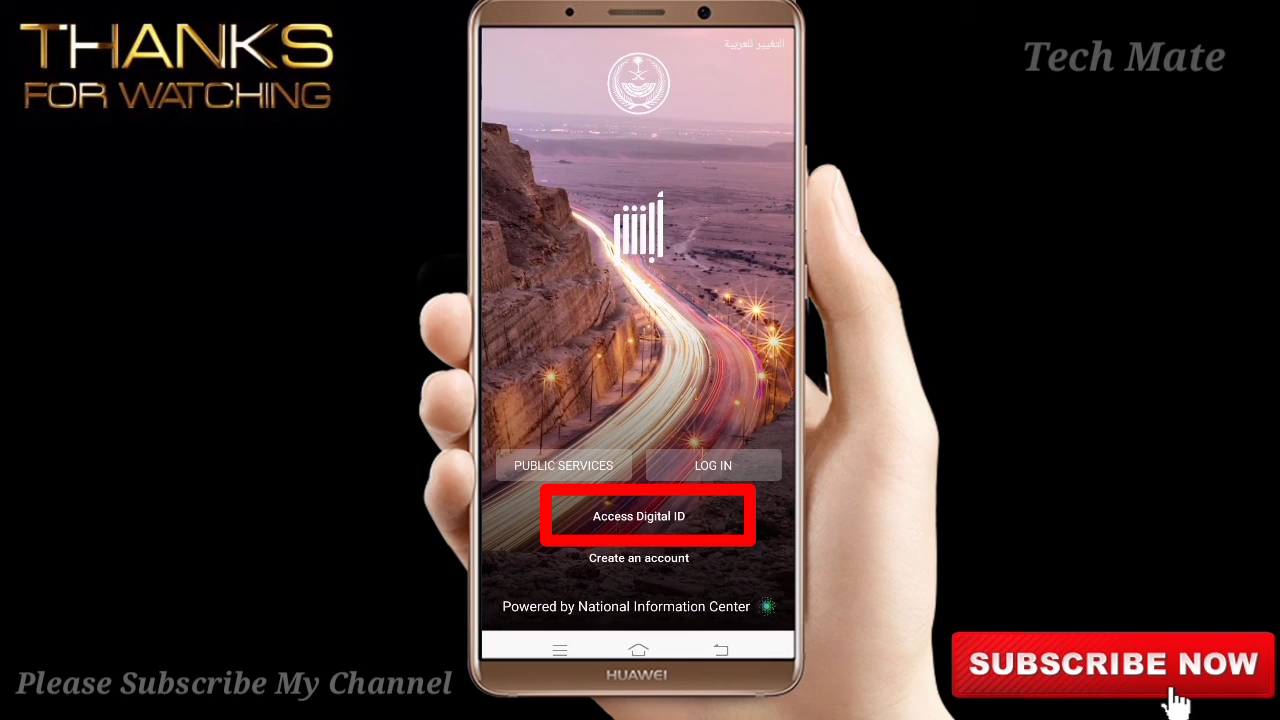 THANKS
FOR WATCHING
Tech Mate
التغيير للعربية
أبشر
PUBLIC SERVICES
LOG IN
Access Digital ID
Create an account
Powered by National Information Center
HUAWEI
Please Subscribe My Channel
SUBSCRIBE NOW